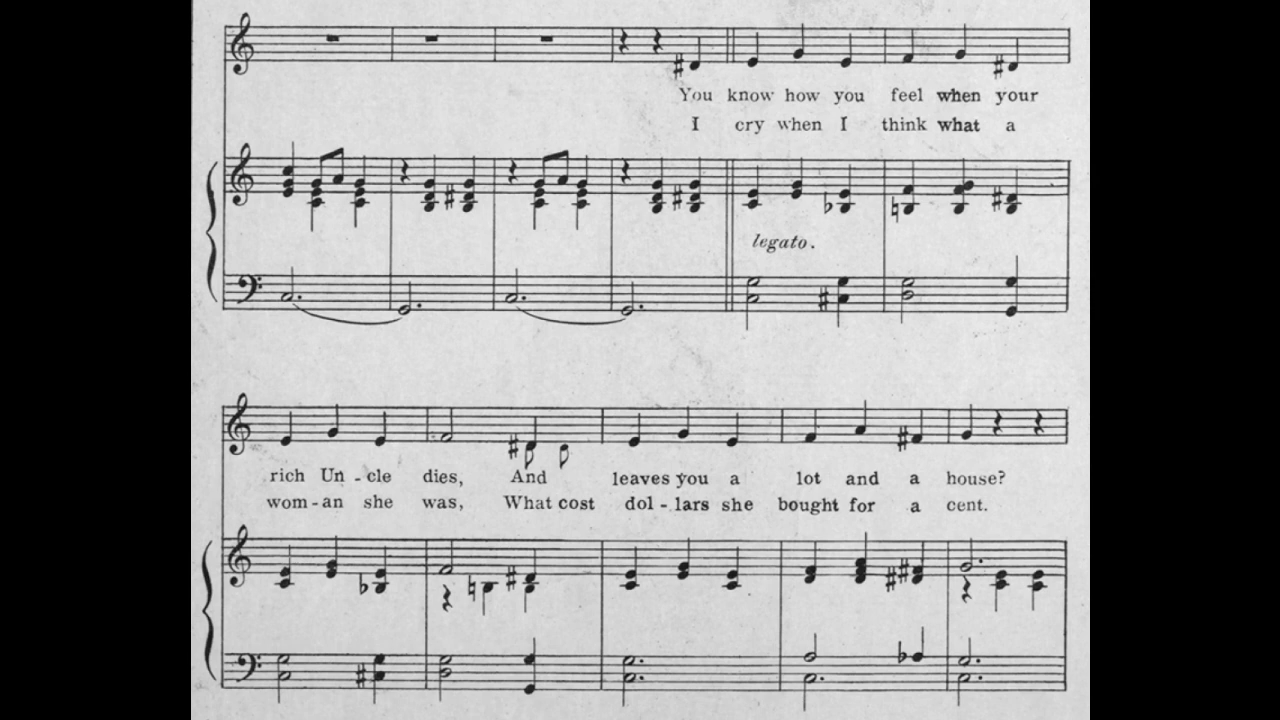 You know how you feel when your
I cry when I think what a
legato.
rich Un - cle dies, And leaves you a lot and a house?
wom - an she was, What cost dol - lars she bought for a cent.